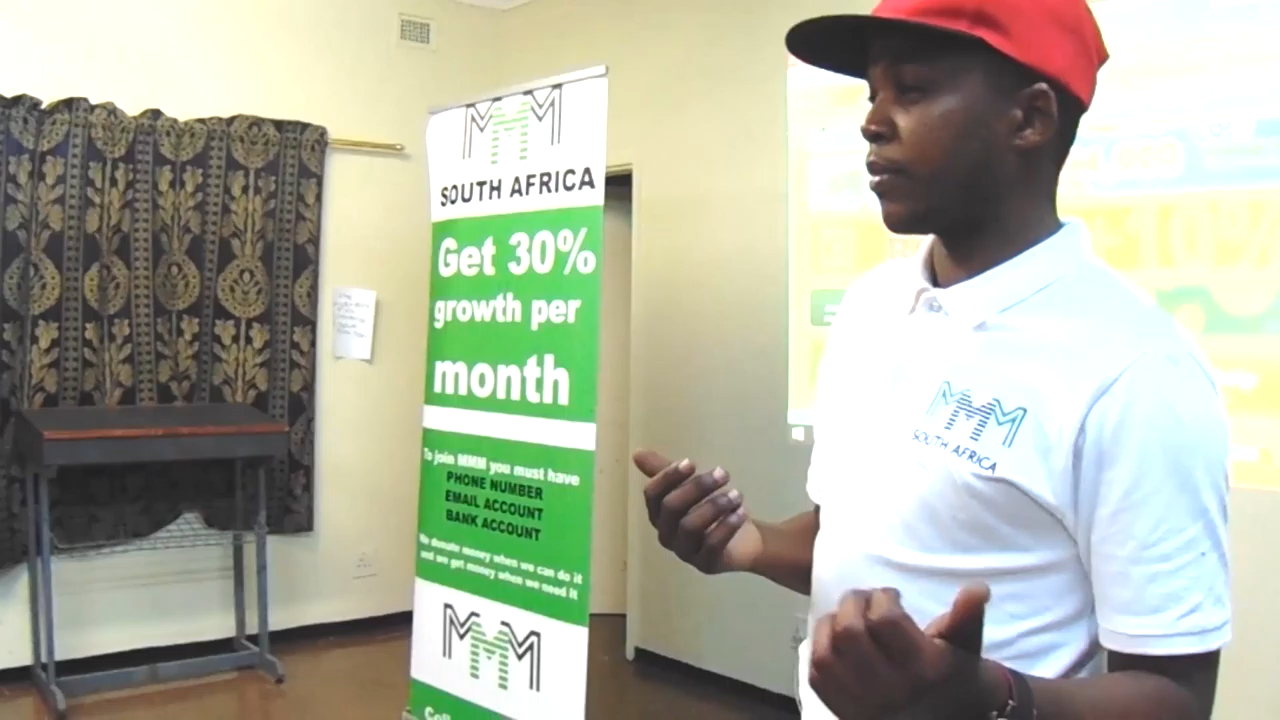 MMM
SOUTH AFRICA
Get 30%
growth per
month
To join MMM you must have
PHONE NUMBER
EMAIL ACCOUNT
BANK ACCOUNT
We donate money when we can do it
and we get money when we need it
MMM
MMM
SOUTH AFRICA